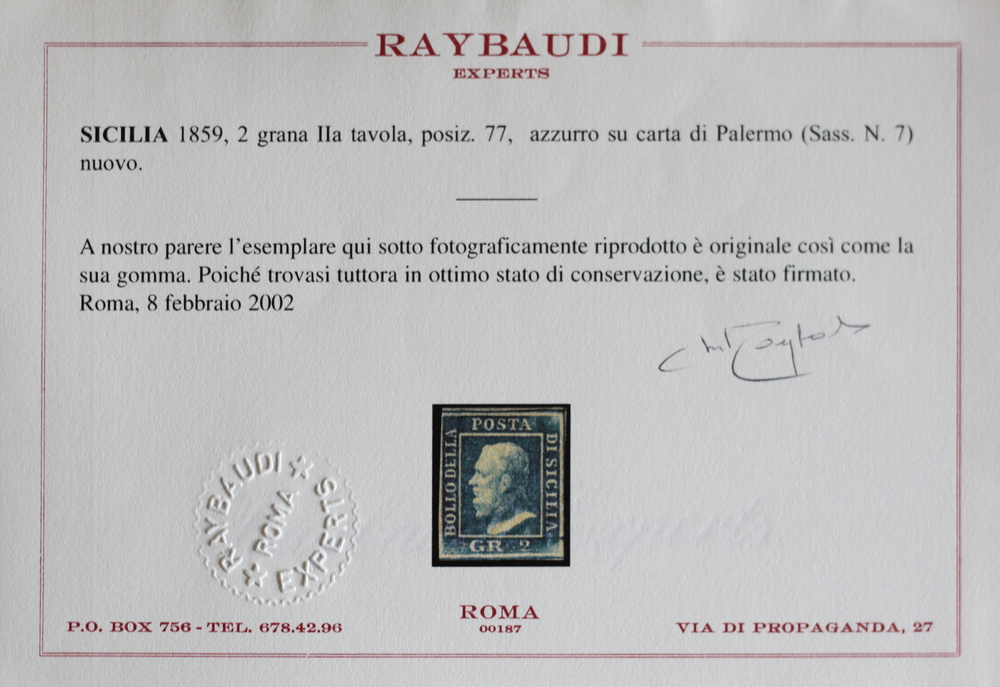 RAYBAUDI
EXPERTS
SICILIA 1859, 2 grana IIa tavola, posiz. 77, azzurro su carta di Palermo (Sass. N. 7)
nuovo.
A nostro parere l'esemplare qui sotto fotograficamente riprodotto è originale così come la
sua gomma. Poiché trovasi tuttora in ottimo stato di conservazione, è stato firmato.
Roma, 8 febbraio 2002
BOLLO DELLA
POSTA
DI SICILIA
GR. 2
RAYBAUDI
ROMA
EXPERTS
ROMA
00187
P.O. BOX 756 - TEL. 678.42.96
VIA DI PROPAGANDA, 27